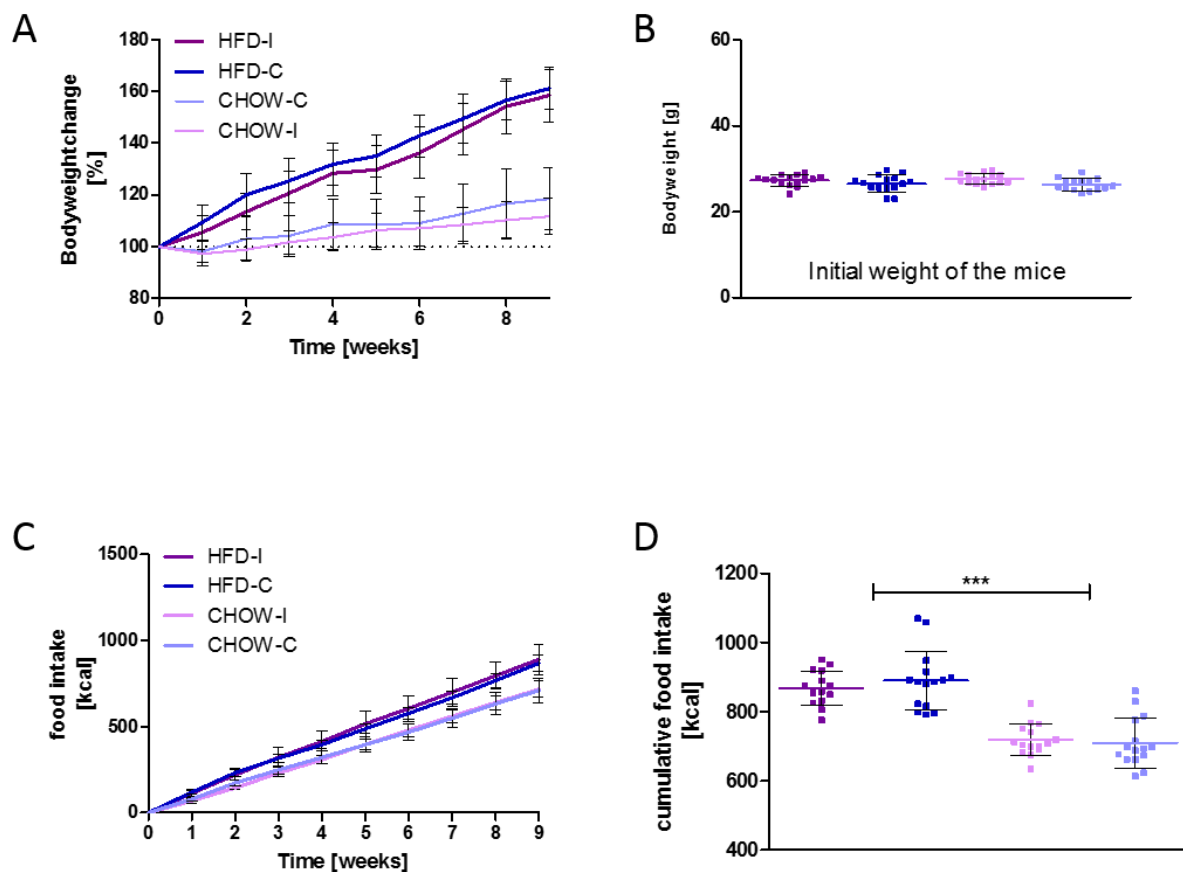 A
Bodyweightchange
[%]
180
160
140
120
100
80
HFD-I
HFD-C
CHOW-C
CHOW-I
0
2
4
6
8
Time [weeks]
B
Bodyweight [g]
60
40
20
0
Initial weight of the mice
C
food intake
[kcal]
1500
1000
500
0
HFD-I
HFD-C
CHOW-I
CHOW-C
0
1
2
3
4
5
6
7
8
9
Time [weeks]
D
cumulative food intake
[kcal]
1200
1000
800
600
400
***